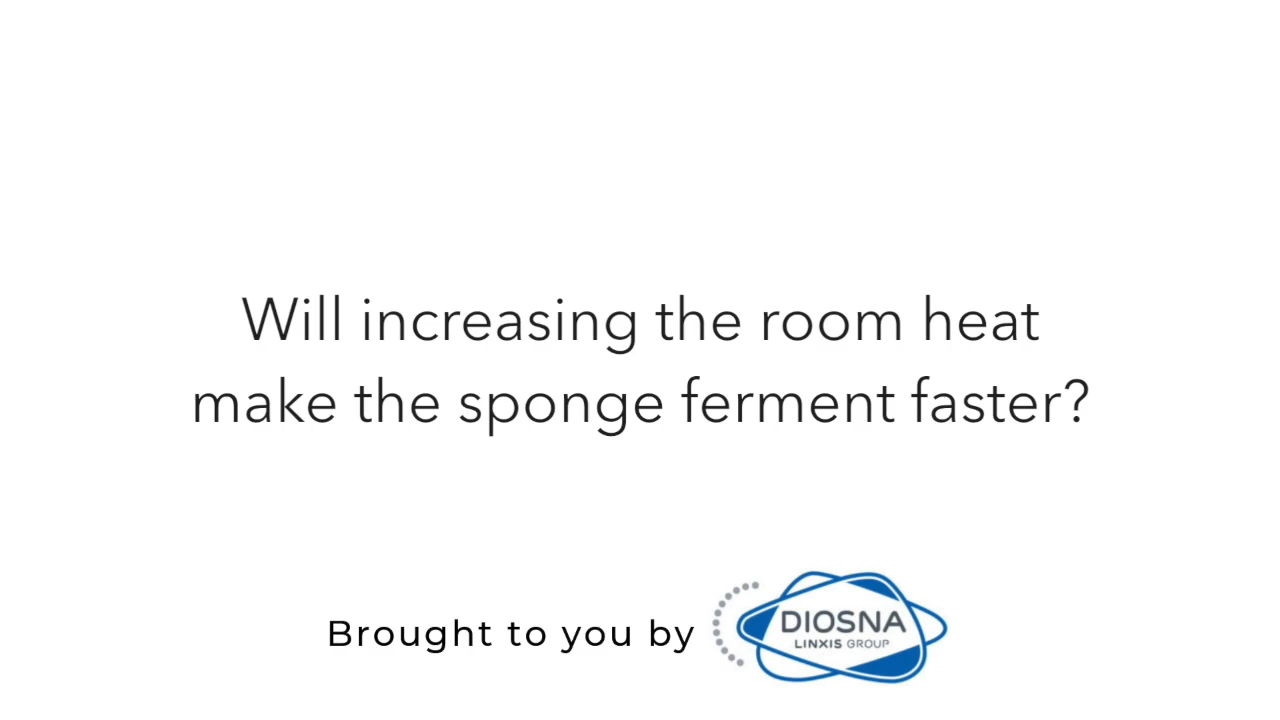 Will increasing the room heat
make the sponge ferment faster?
Brought to you by
DIOSNA
LINXIS GROUP